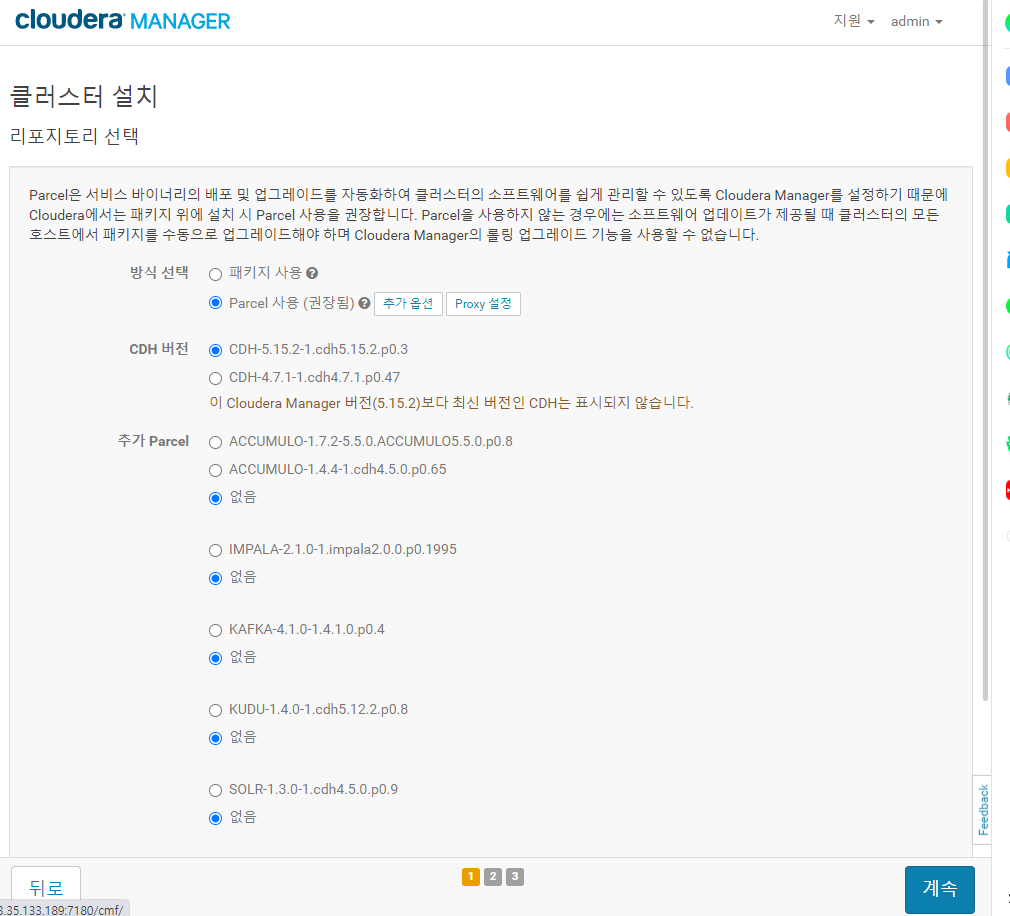 cloudera MANAGER
지원 admin
클러스터 설치
리포지토리 선택
Parcel은 서비스 바이너리의 배포 및 업그레이드를 자동화하여 클러스터의 소프트웨어를 쉽게 관리할 수 있도록 Cloudera Manager를 설정하기 때문에
Cloudera에서는 패키지 위에 설치 시 Parcel 사용을 권장합니다. Parcel을 사용하지 않는 경우에는 소프트웨어 업데이트가 제공될 때 클러스터의 모든
호스트에서 패키지를 수동으로 업그레이드해야 하며 Cloudera Manager의 롤링 업그레이드 기능을 사용할 수 없습니다.
방식 선택 패키지 사용 ?
Parcel 사용 (권장됨) ? 추가 옵션 Proxy 설정
CDH 버전 CDH-5.15.2-1.cdh5.15.2.p0.3
CDH-4.7.1-1.cdh4.7.1.p0.47
이 Cloudera Manager 버전(5.15.2)보다 최신 버전인 CDH는 표시되지 않습니다.
추가 Parcel ACCUMULO-1.7.2-5.5.0.ACCUMULO5.5.0.p0.8
ACCUMULO-1.4.4-1.cdh4.5.0.p0.65
없음
IMPALA-2.1.0-1.impala2.0.0.p0.1995
없음
KAFKA-4.1.0-1.4.1.0.p0.4
없음
KUDU-1.4.0-1.cdh5.12.2.p0.8
없음
SOLR-1.3.0-1.cdh4.5.0.p0.9
없음
Feedback
뒤로 1 2 3 계속
.35.133.189:7180/cmf/